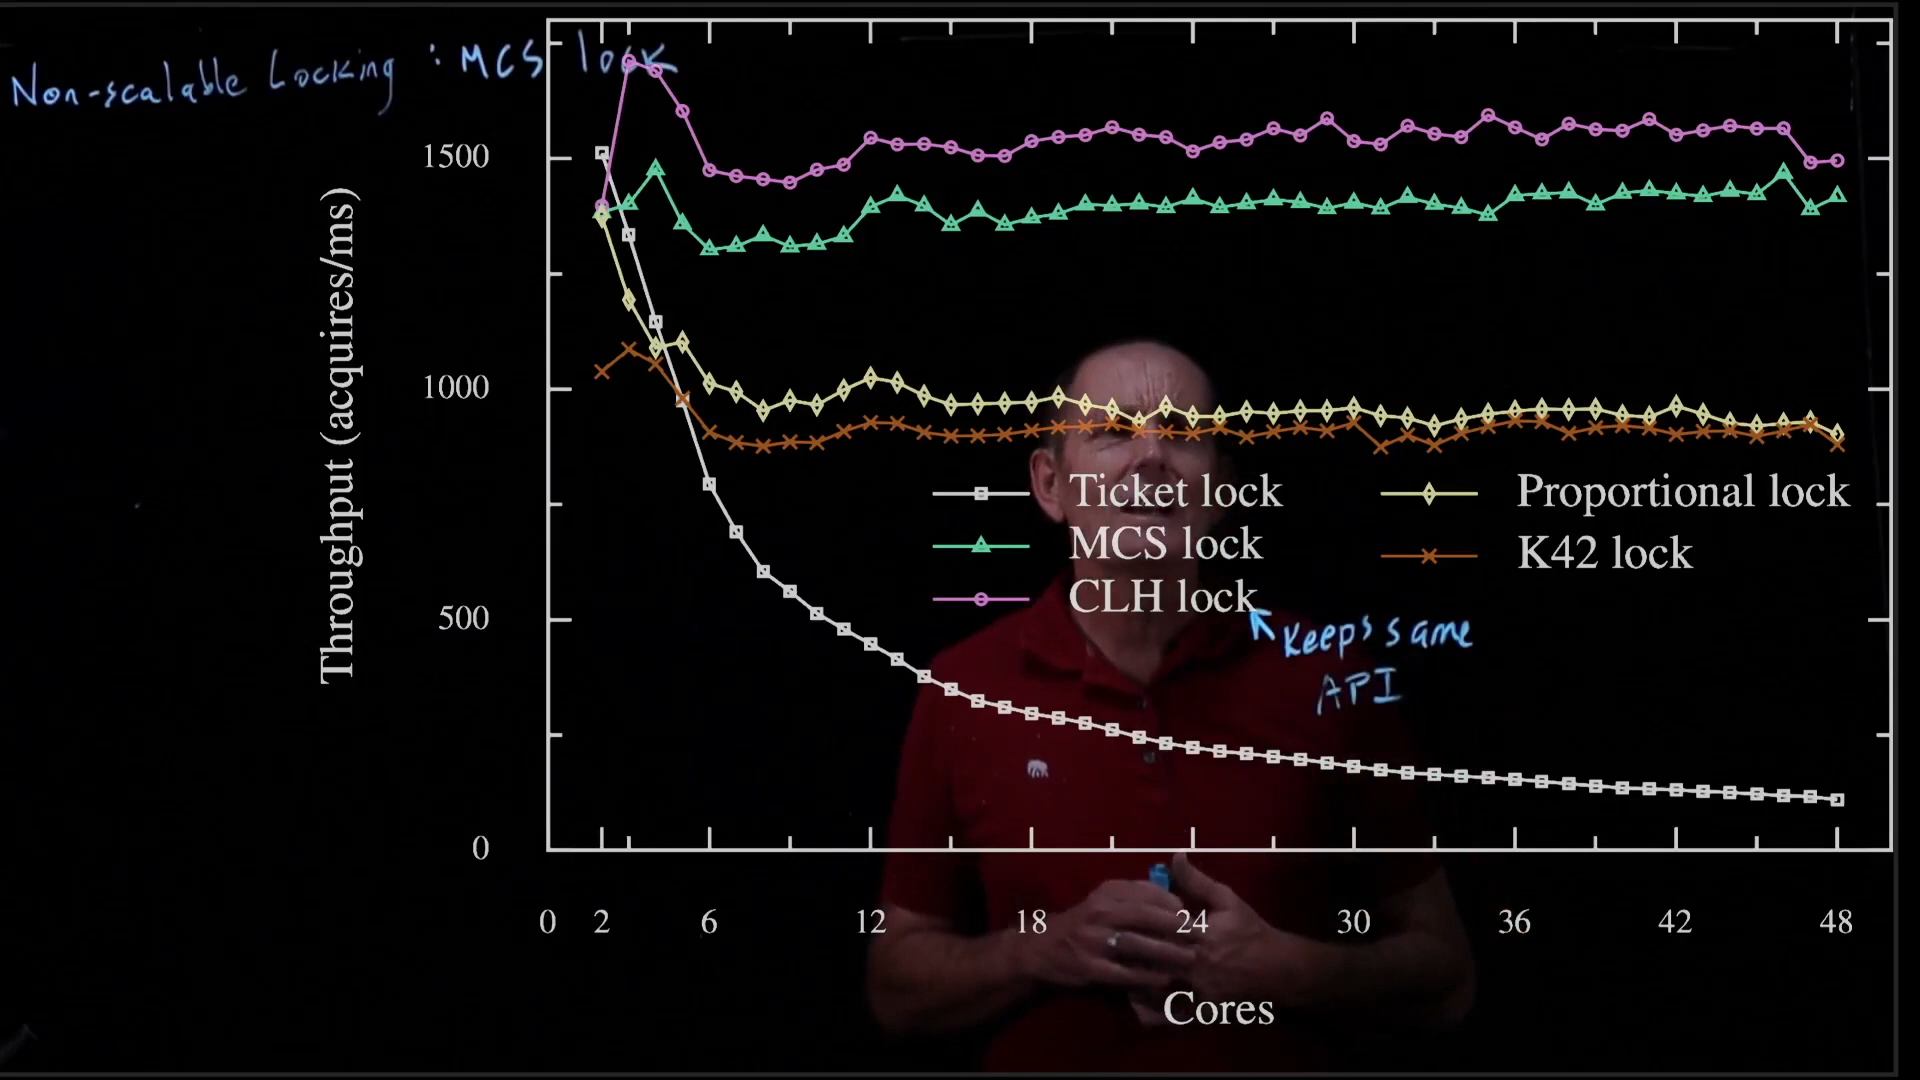 Non-scalable Locking : MCS lock
Throughput (acquires/ms)
1500
1000
500
0
Ticket lock
MCS lock
CLH lock
Proportional lock
K42 lock
Keeps same
API
0 2 6 12 18 24 30 36 42 48
Cores